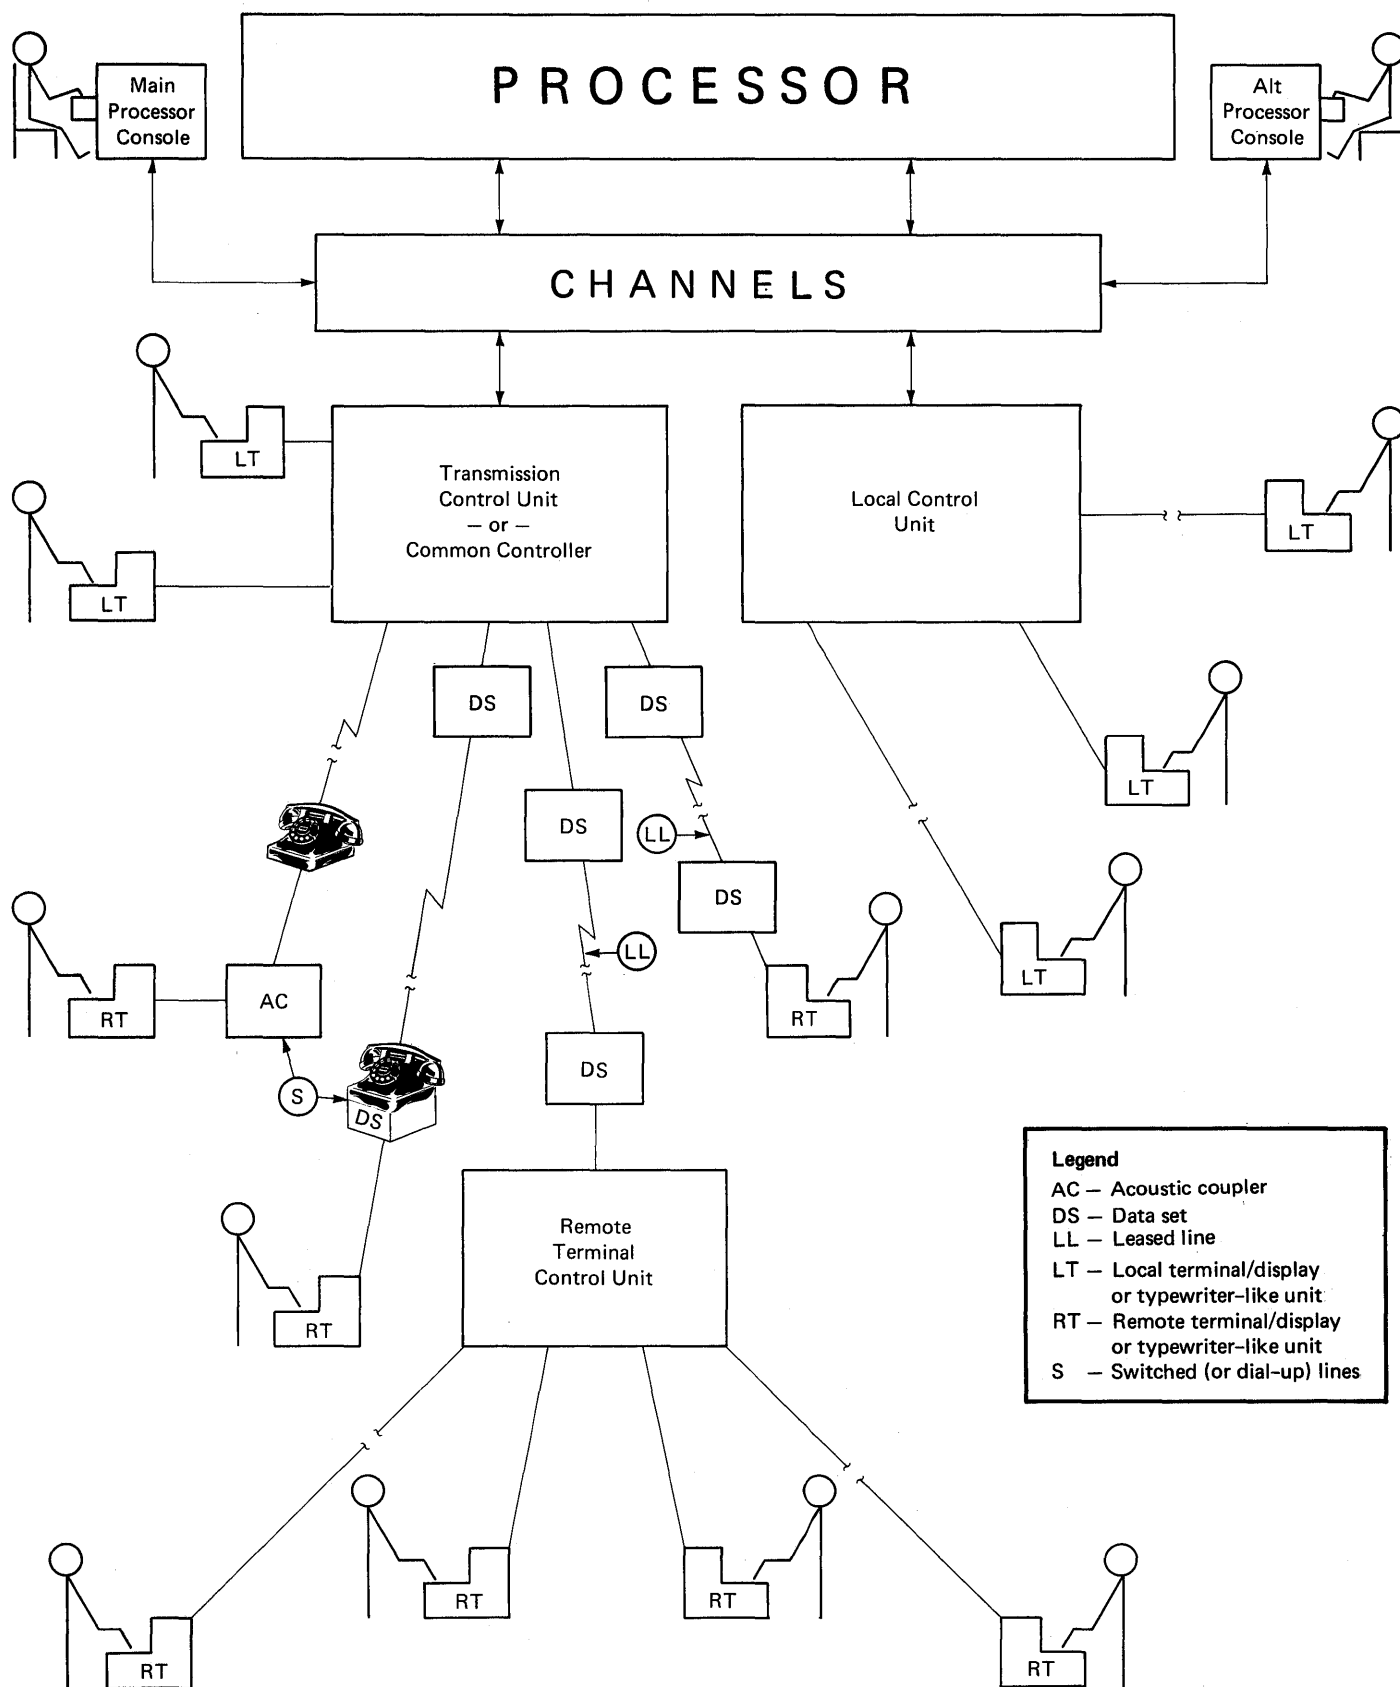 PROCESSOR
Main
Processor
Console
Alt
Processor
Console
CHANNELS
LT
LT
Transmission
Control Unit
— or —
Common Controller
Local Control
Unit
LT
DS
DS
LT
DS
LL
DS
LT
RT
AC
LL
RT
S
DS
DS
RT
Remote
Terminal
Control Unit
Legend
AC — Acoustic coupler
DS — Data set
LL — Leased line
LT — Local terminal/display
or typewriter-like unit
RT — Remote terminal/display
or typewriter-like unit
S — Switched (or dial-up) lines
RT
RT
RT
RT